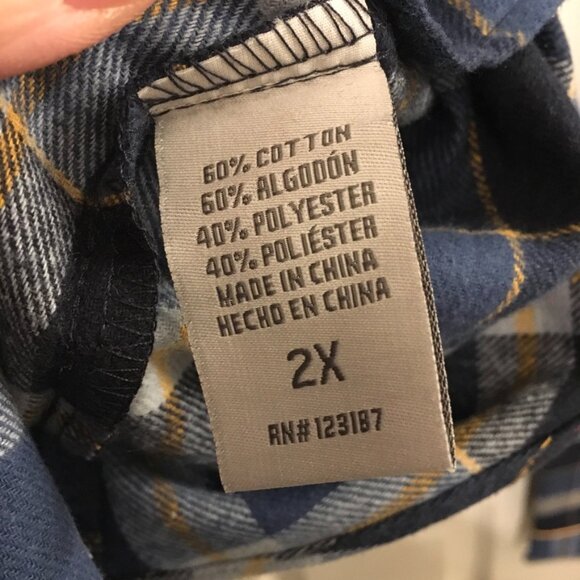 60% COTTON
60% ALGODÓN
40% POLYESTER
40% POLIÉSTER
MADE IN CHINA
HECHO EN CHINA
2X
RN# 123187